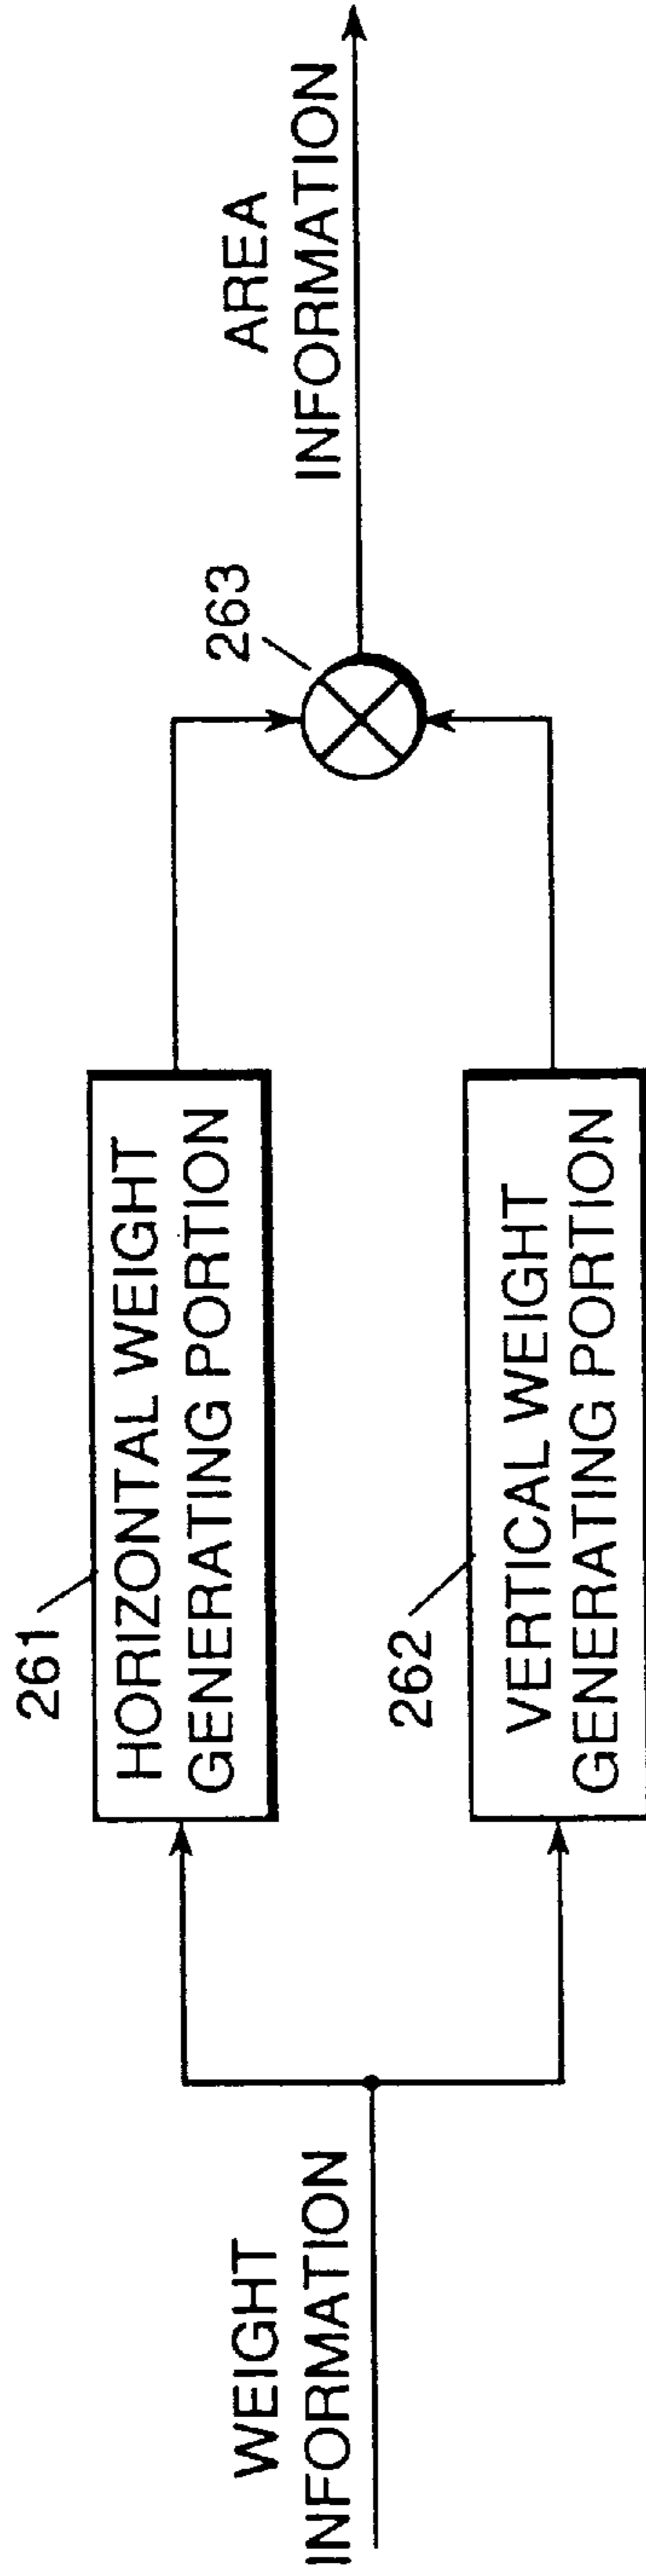 WEIGHT
INFORMATION
261
HORIZONTAL WEIGHT
GENERATING PORTION
262
VERTICAL WEIGHT
GENERATING PORTION
263
AREA
INFORMATION